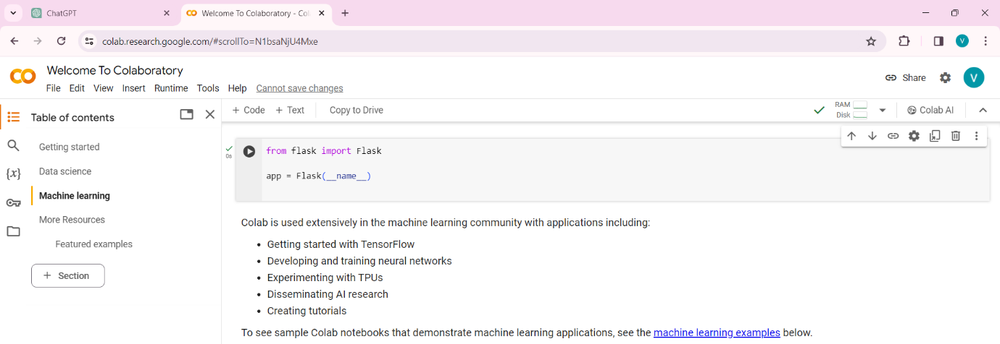 ChatGPT
Welcome To Colaboratory - Col
colab.research.google.com/#scrollTo=N1bsaNjU4Mxe
V
Welcome To Colaboratory
File Edit View Insert Runtime Tools Help Cannot save changes
Share
V
Table of contents
+ Code + Text Copy to Drive
RAM
Disk
Colab AI
Getting started
Data science
Machine learning
More Resources
Featured examples
+ Section
{x}
0s
from flask import Flask
app = Flask(__name__)
Colab is used extensively in the machine learning community with applications including:
• Getting started with TensorFlow
• Developing and training neural networks
• Experimenting with TPUs
• Disseminating AI research
• Creating tutorials
To see sample Colab notebooks that demonstrate machine learning applications, see the machine learning examples below.